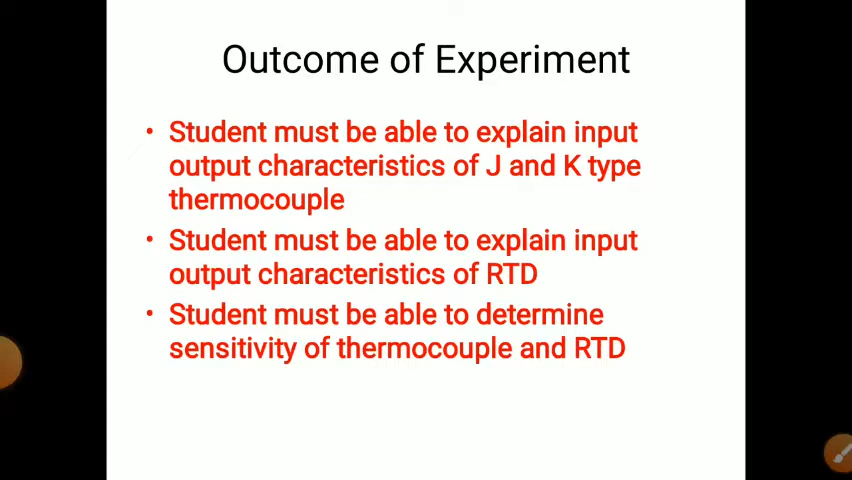 Outcome of Experiment
• Student must be able to explain input
output characteristics of J and K type
thermocouple
• Student must be able to explain input
output characteristics of RTD
• Student must be able to determine
sensitivity of thermocouple and RTD